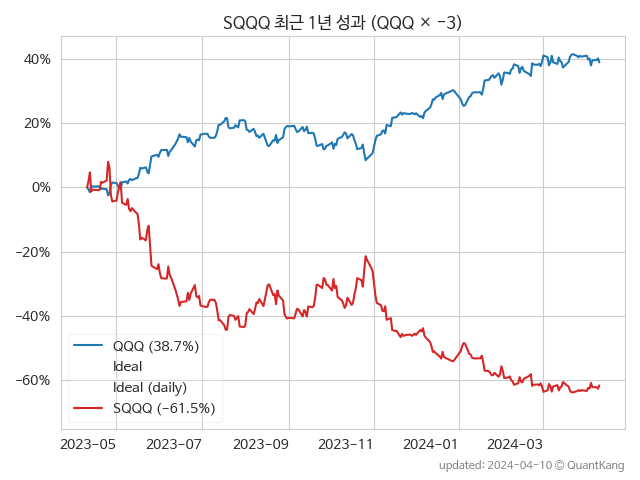 SQQQ 최근 1년 성과 (QQQ × −3)
40%
20%
0%
−20%
−40%
−60%
QQQ (38.7%)
Ideal
Ideal (daily)
SQQQ (−61.5%)
2023-05 2023-07 2023-09 2023-11 2024-01 2024-03
updated: 2024-04-10 © QuantKang